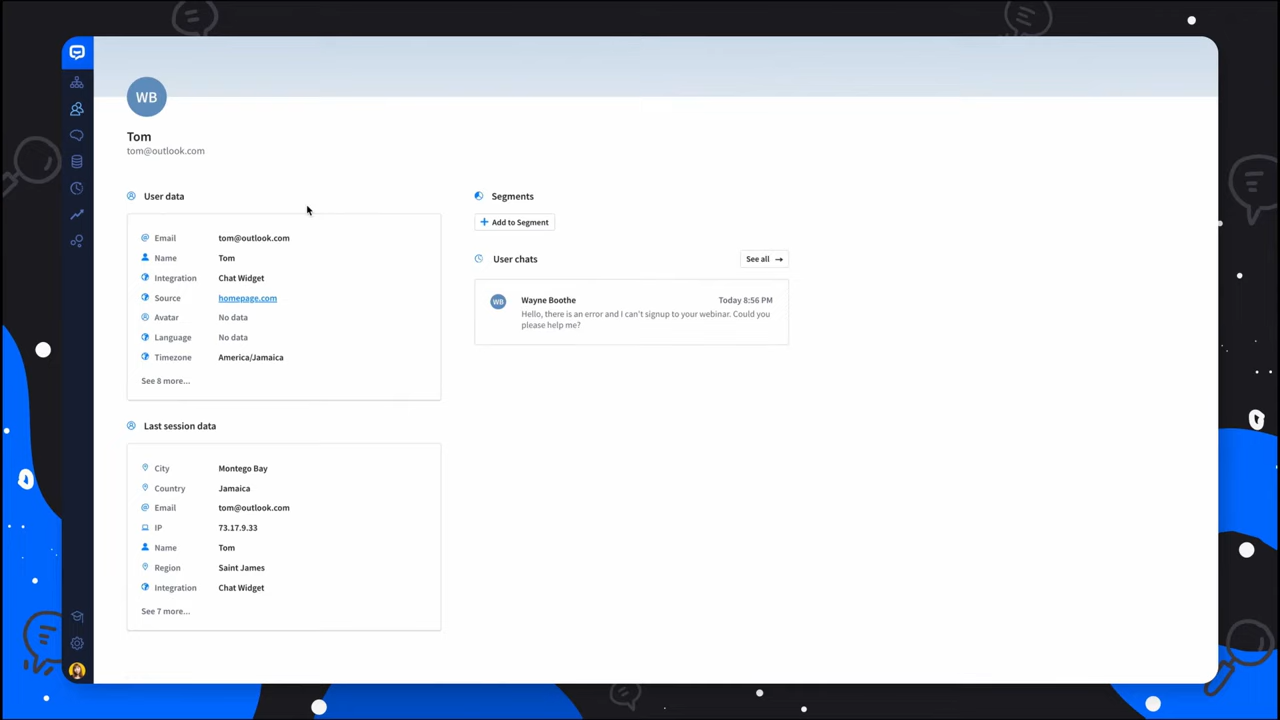 WB
Tom
tom@outlook.com
User data
Email tom@outlook.com
Name Tom
Integration Chat Widget
Source homepage.com
Avatar No data
Language No data
Timezone America/Jamaica
See 8 more...
Last session data
City Montego Bay
Country Jamaica
Email tom@outlook.com
IP 73.17.9.33
Name Tom
Region Saint James
Integration Chat Widget
See 7 more...
Segments
+ Add to Segment
User chats
See all →
WB
Wayne Boothe Today 8:56 PM
Hello, there is an error and I can't signup to your webinar. Could you
please help me?